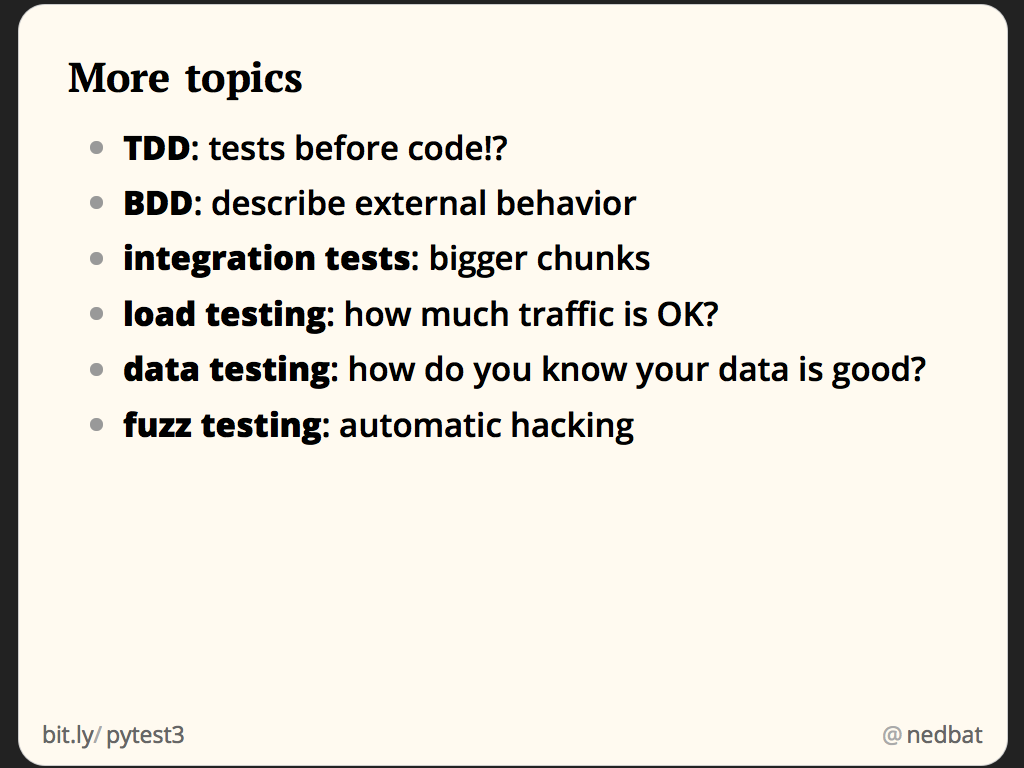 More topics
TDD: tests before code!?
BDD: describe external behavior
integration tests: bigger chunks
load testing: how much traffic is OK?
data testing: how do you know your data is good?
fuzz testing: automatic hacking
bit.ly/pytest3
@nedbat